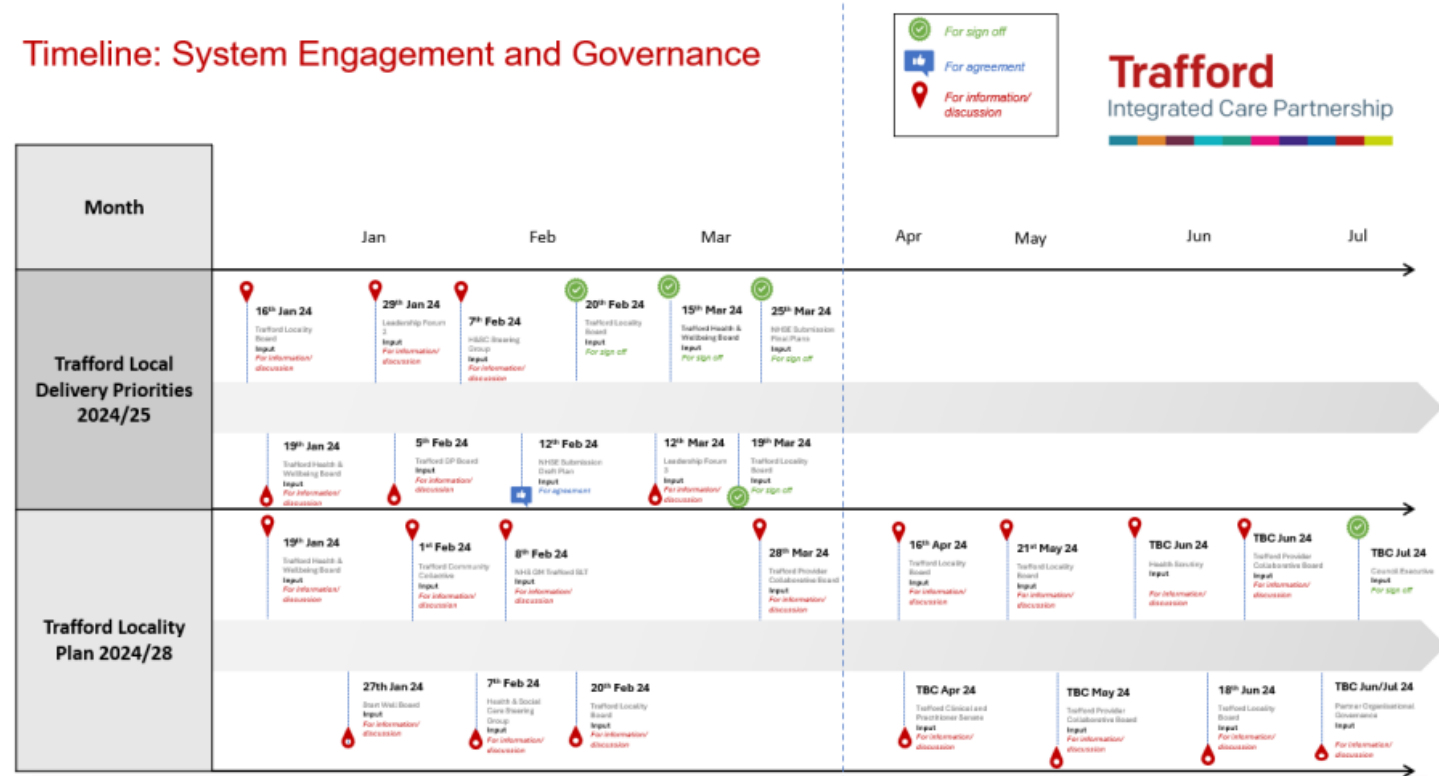 Timeline: System Engagement and Governance
For sign off
For agreement
For information/
discussion
Trafford
Integrated Care Partnership
Month
Jan
Feb
Mar
Apr
May
Jun
Jul
Trafford Local
Delivery Priorities
2024/25
16th Jan 24
Trafford Locality
Board
Input
For information/
discussion
29th Jan 24
Leadership Forum
2
Input
For information/
discussion
7th Feb 24
H&SC Steering
Group
Input
For information/
discussion
20th Feb 24
Trafford Locality
Board
Input
For sign off
15th Mar 24
Trafford Health &
Wellbeing Board
Input
For sign off
25th Mar 24
NHSE Submission
Final Plans
Input
For sign off
19th Jan 24
Trafford Health &
Wellbeing Board
Input
For information/
discussion
5th Feb 24
Trafford GP Board
Input
For information/
discussion
12th Feb 24
NHSE Submission
Draft Plan
Input
For agreement
12th Mar 24
Leadership Forum
3
Input
For information/
discussion
19th Mar 24
Trafford Locality
Board
Input
For sign off
Trafford Locality
Plan 2024/28
19th Jan 24
Trafford Health &
Wellbeing Board
Input
For information/
discussion
1st Feb 24
Trafford Community
Collective
Input
For information/
discussion
8th Feb 24
NHS GM Trafford SLT
Input
For information/
discussion
28th Mar 24
Trafford Provider
Collaborative Board
Input
For information/
discussion
16th Apr 24
Trafford Locality
Board
Input
For information/
discussion
21st May 24
Trafford Locality
Board
Input
For information/
discussion
TBC Jun 24
Health Scrutiny
Input
For information/
discussion
TBC Jun 24
Trafford Provider
Collaborative Board
Input
For information/
discussion
TBC Jul 24
Council Executive
Input
For sign off
27th Jan 24
Start Well Board
Input
For information/
discussion
7th Feb 24
Health & Social
Care Steering
Group
Input
For information/
discussion
20th Feb 24
Trafford Locality
Board
Input
For information/
discussion
TBC Apr 24
Trafford Clinical and
Practitioner Senate
Input
For information/
discussion
TBC May 24
Trafford Provider
Collaborative Board
Input
For information/
discussion
18th Jun 24
Trafford Locality
Board
Input
For information/
discussion
TBC Jun/Jul 24
Partner Organisational
Governance
Input
For information/
discussion